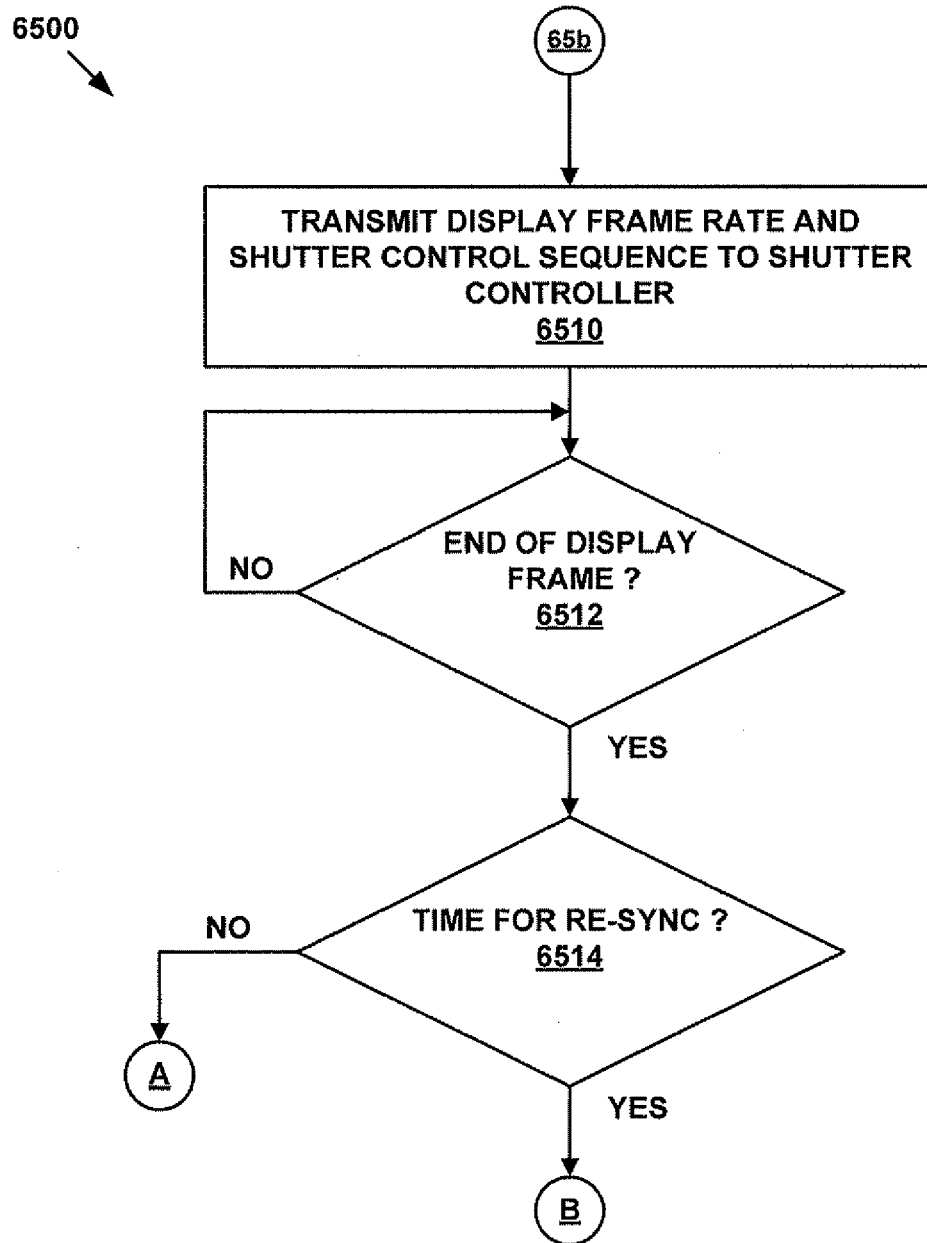 6500
65b
TRANSMIT DISPLAY FRAME RATE AND
SHUTTER CONTROL SEQUENCE TO SHUTTER
CONTROLLER
6510
END OF DISPLAY
FRAME ?
6512
NO
YES
TIME FOR RE-SYNC ?
6514
NO
A
YES
B